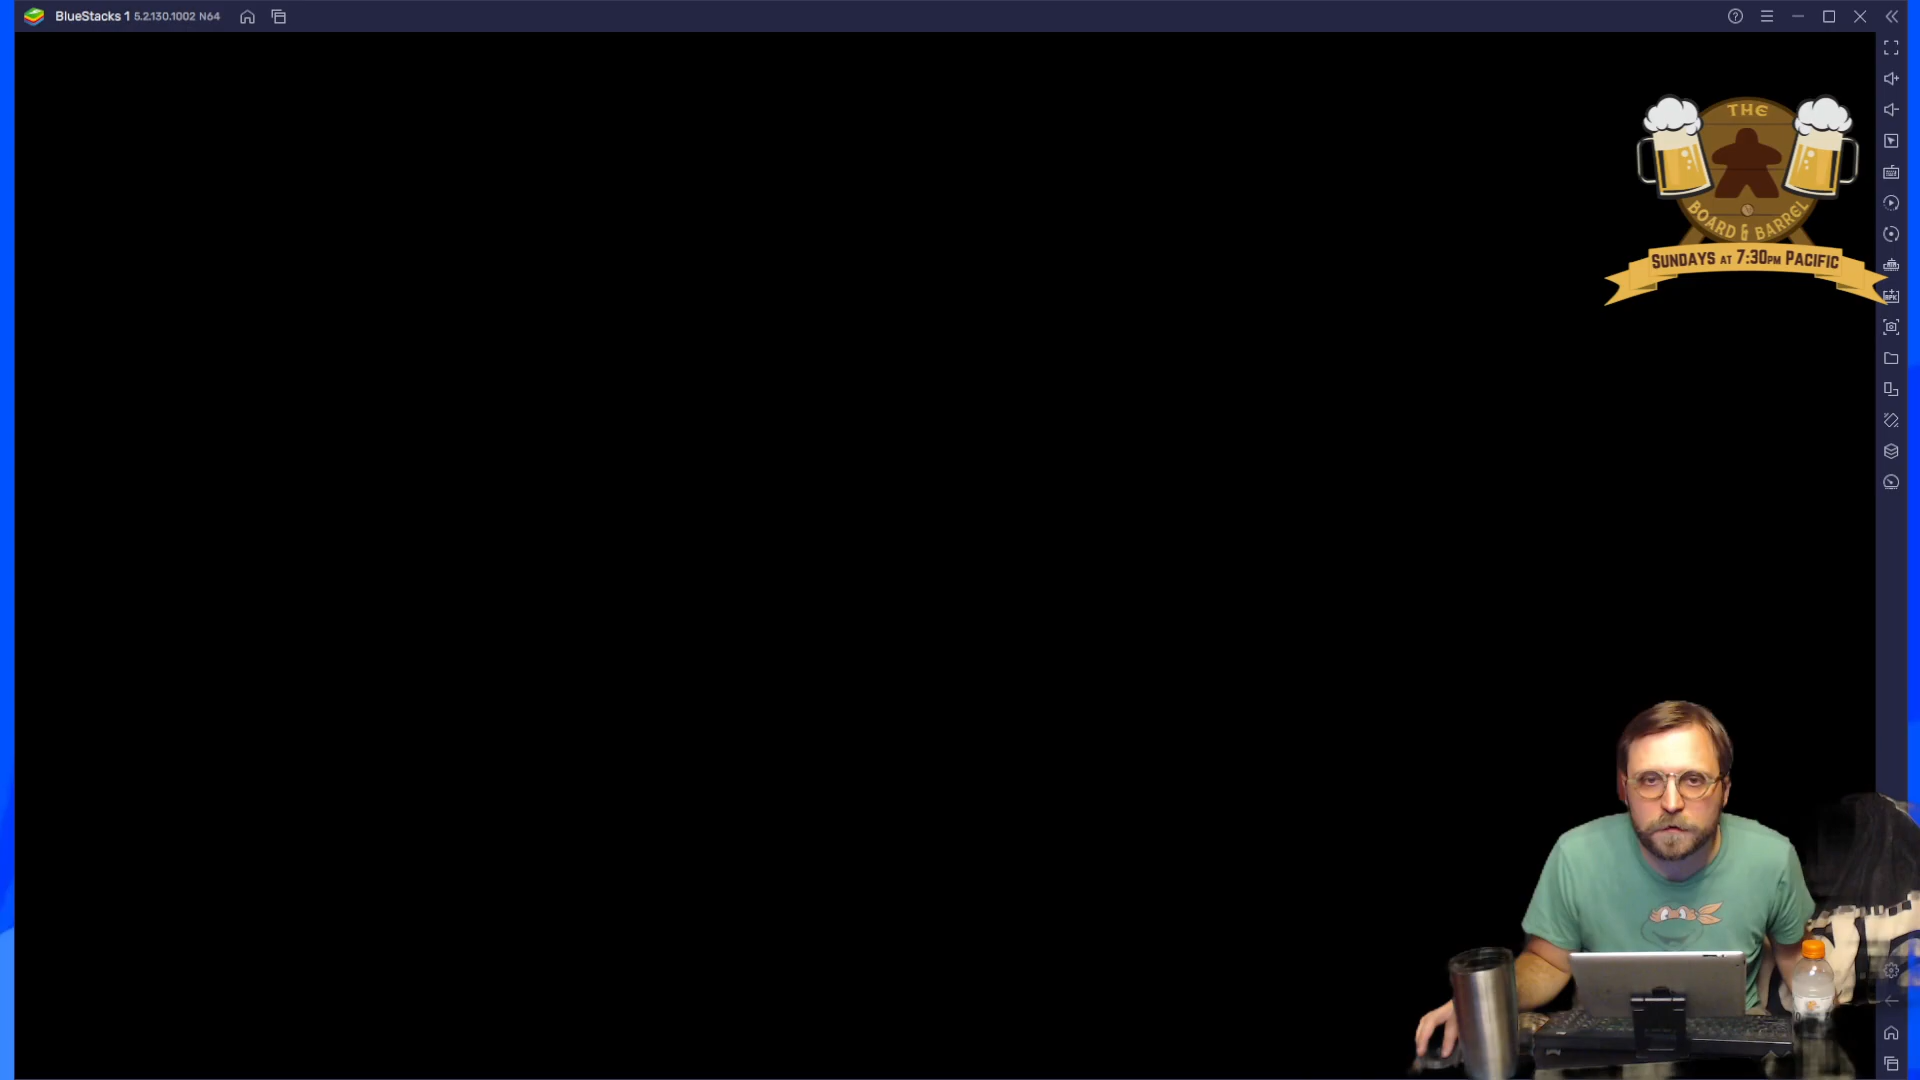 BlueStacks 1 5.2.130.1002 N64
THE
BOARD & BARREL
SUNDAYS AT 7:30PM PACIFIC